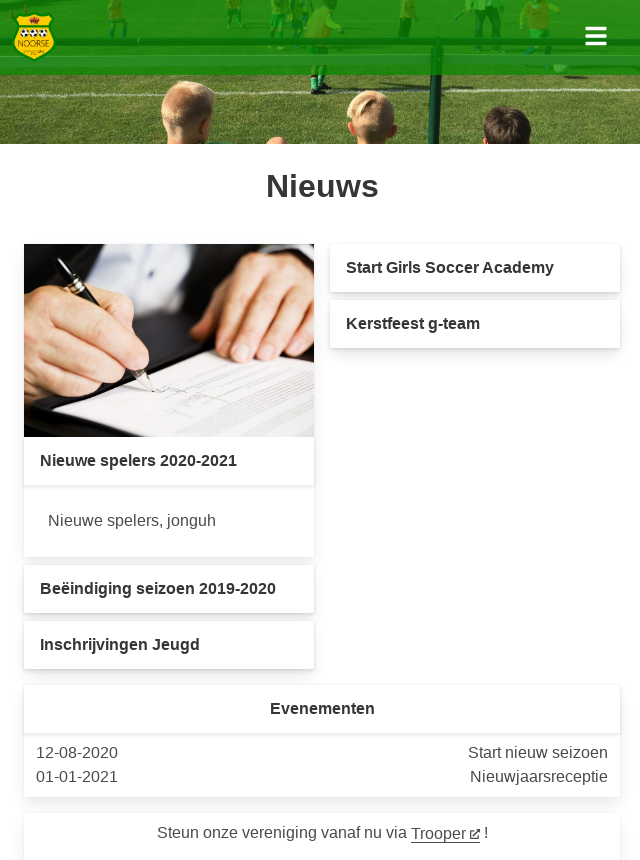 NOORSE
Nieuws
Nieuwe spelers 2020-2021
Nieuwe spelers, jonguh
Beëindiging seizoen 2019-2020
Inschrijvingen Jeugd
Start Girls Soccer Academy
Kerstfeest g-team
Evenementen
12-08-2020 Start nieuw seizoen
01-01-2021 Nieuwjaarsreceptie
Steun onze vereniging vanaf nu via Trooper !